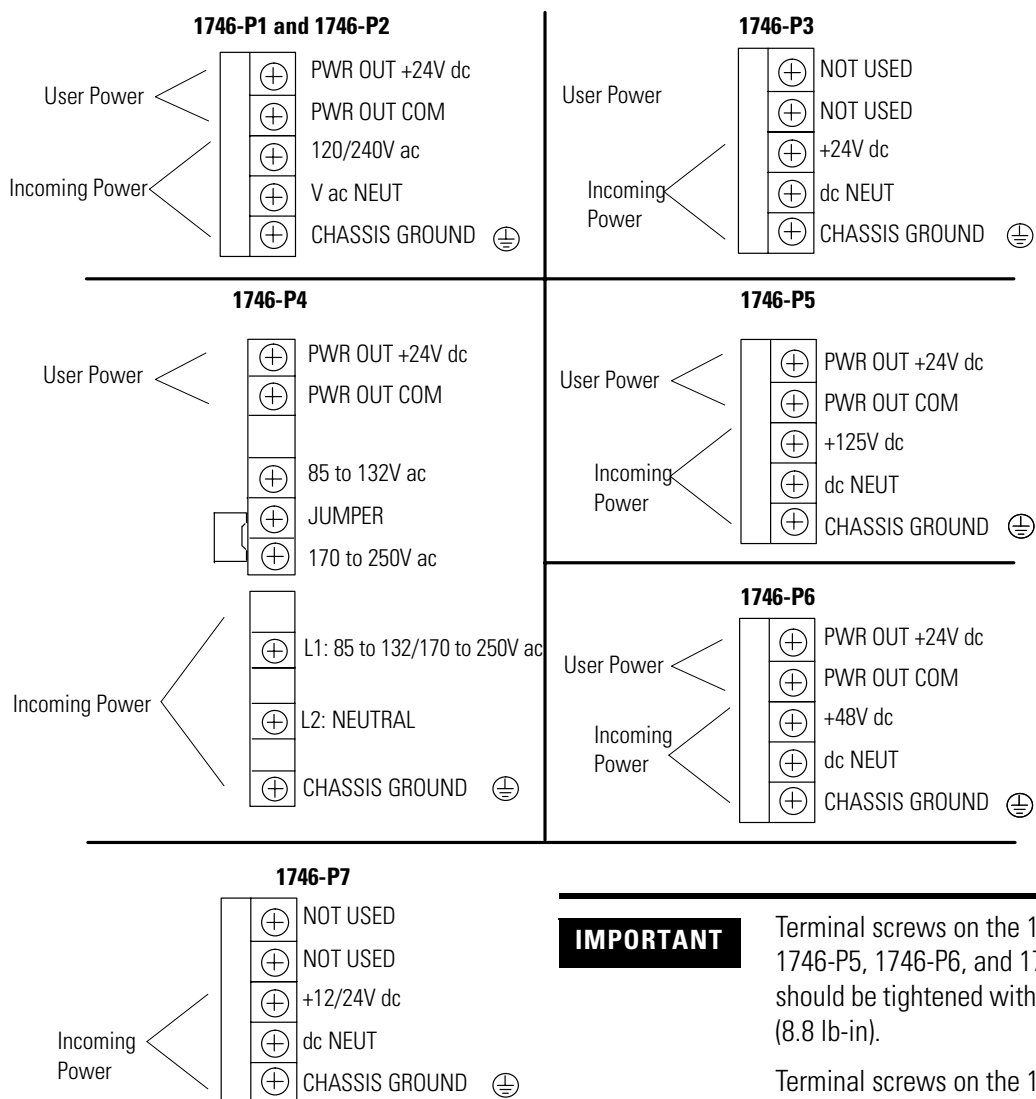 1746-P1 and 1746-P2
User Power
PWR OUT +24V dc
PWR OUT COM
Incoming Power
120/240V ac
V ac NEUT
CHASSIS GROUND
1746-P3
User Power
NOT USED
NOT USED
Incoming
Power
+24V dc
dc NEUT
CHASSIS GROUND
1746-P4
User Power
PWR OUT +24V dc
PWR OUT COM
85 to 132V ac
JUMPER
170 to 250V ac
Incoming Power
L1: 85 to 132/170 to 250V ac
L2: NEUTRAL
CHASSIS GROUND
1746-P5
User Power
PWR OUT +24V dc
PWR OUT COM
Incoming
Power
+125V dc
dc NEUT
CHASSIS GROUND
1746-P6
User Power
PWR OUT +24V dc
PWR OUT COM
Incoming
Power
+48V dc
dc NEUT
CHASSIS GROUND
1746-P7
NOT USED
NOT USED
Incoming
Power
+12/24V dc
dc NEUT
CHASSIS GROUND
IMPORTANT
Terminal screws on the
1746-P5, 1746-P6, and
should be tightened with
(8.8 lb-in).
Terminal screws on the